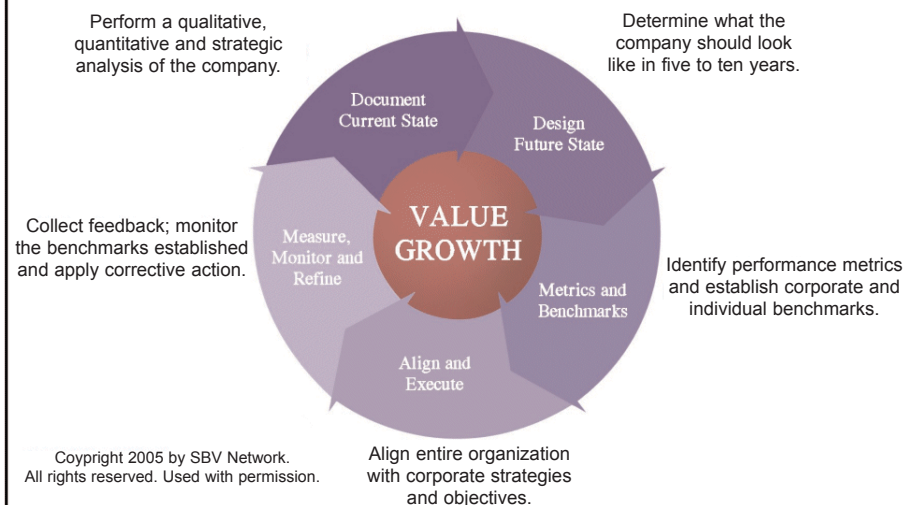 Perform a qualitative,
quantitative and strategic
analysis of the company.
Determine what the
company should look
like in five to ten years.
Document
Current State
Design
Future State
VALUE
GROWTH
Collect feedback; monitor
the benchmarks established
and apply corrective action.
Measure,
Monitor and
Refine
Metrics and
Benchmarks
Identify performance metrics
and establish corporate and
individual benchmarks.
Align and
Execute
Coypright 2005 by SBV Network.
All rights reserved. Used with permission.
Align entire organization
with corporate strategies
and objectives.